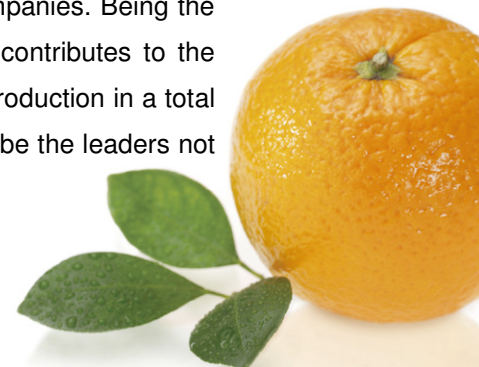 mpanies. Being the
contributes to the
roduction in a total
be the leaders not